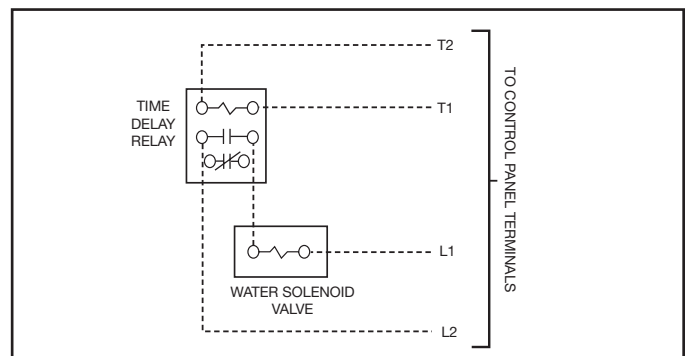 T2
TIME
DELAY
RELAY
T1
TO CONTROL PANEL TERMINALS
L1
WATER SOLENOID
VALVE
L2